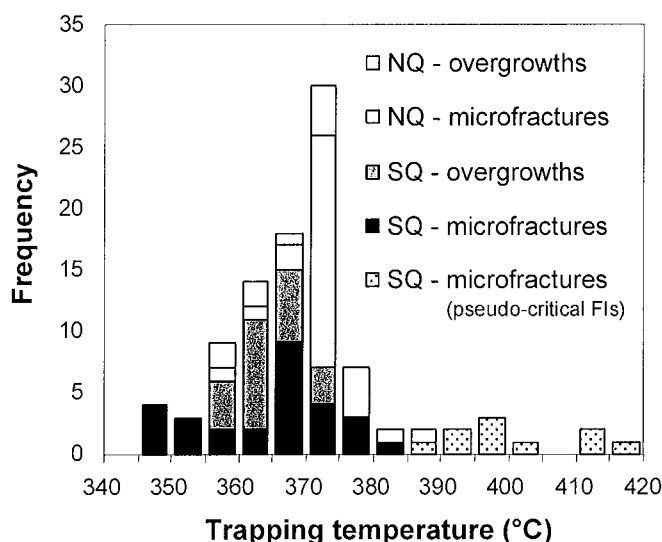 35
30
25
20
15
10
5
0
Frequency
NQ - overgrowths
NQ - microfractures
SQ - overgrowths
SQ - microfractures
SQ - microfractures
(pseudo-critical FIs)
340 350 360 370 380 390 400 410 420
Trapping temperature (°C)